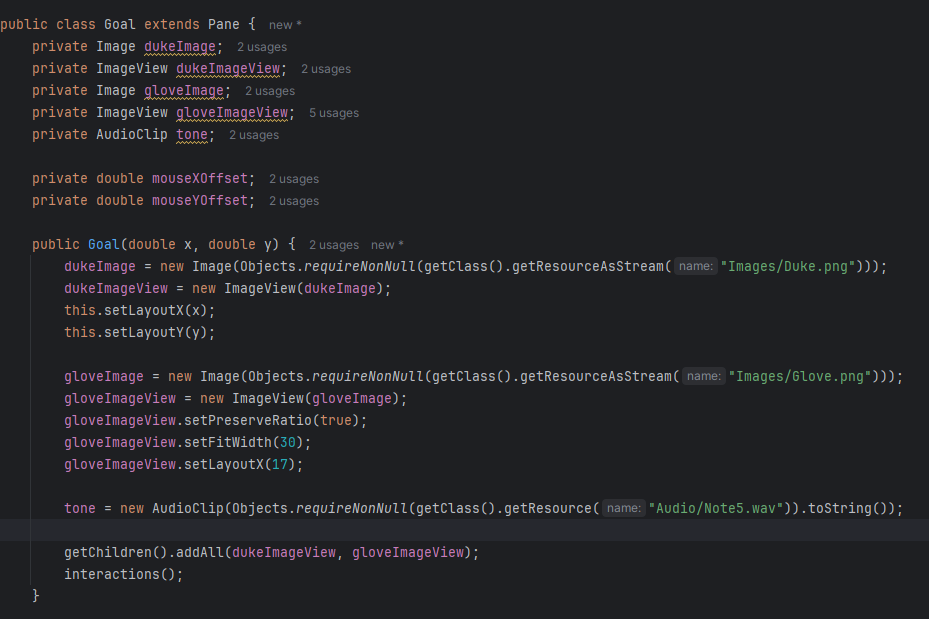 public class Goal extends Pane { new *
private Image dukeImage; 2 usages
private ImageView dukeImageView; 2 usages
private Image gloveImage; 2 usages
private ImageView gloveImageView; 5 usages
private AudioClip tone; 2 usages
private double mouseXOffset; 2 usages
private double mouseYOffset; 2 usages
public Goal(double x, double y) { 2 usages new *
dukeImage = new Image(Objects.requireNonNull(getClass().getResourceAsStream( name: "Images/Duke.png")));
dukeImageView = new ImageView(dukeImage);
this.setLayoutX(x);
this.setLayoutY(y);
gloveImage = new Image(Objects.requireNonNull(getClass().getResourceAsStream( name: "Images/Glove.png")));
gloveImageView = new ImageView(gloveImage);
gloveImageView.setPreserveRatio(true);
gloveImageView.setFitWidth(30);
gloveImageView.setLayoutX(17);
tone = new AudioClip(Objects.requireNonNull(getClass().getResource( name: "Audio/Note5.wav")).toString());
getChildren().addAll(dukeImageView, gloveImageView);
interactions();
}